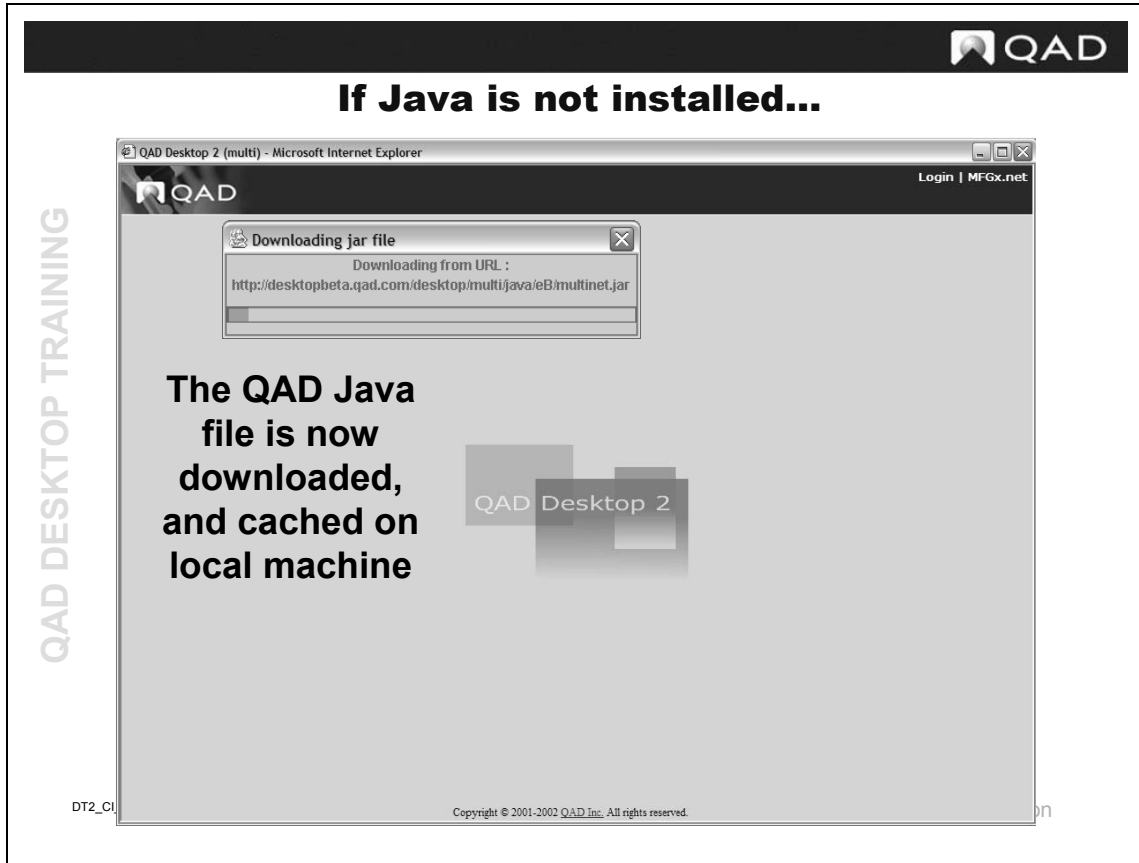 QAD
If Java is not installed...
QAD DESKTOP TRAINING
QAD Desktop 2 (multi) - Microsoft Internet Explorer
QAD
Login | MFGx.net
Downloading jar file
Downloading from URL :
http://desktopbeta.qad.com/desktop/multi/java/eB/multinet.jar
The QAD Java
file is now
downloaded,
and cached on
local machine
QAD Desktop 2
DT2_CI_
Copyright © 2001-2002 QAD Inc. All rights reserved.